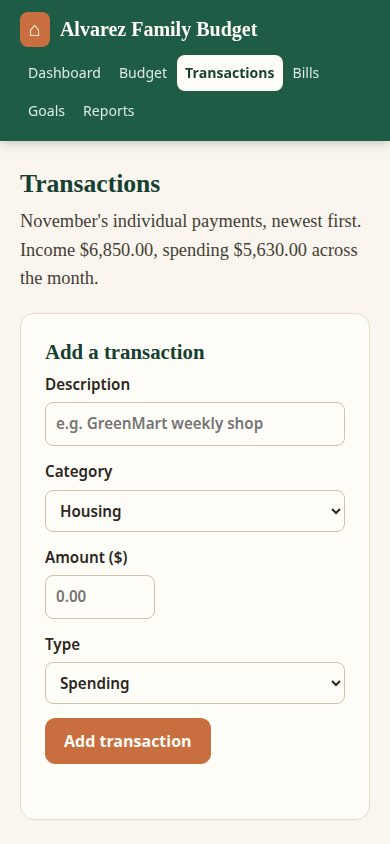 Alvarez Family Budget
Dashboard Budget Transactions Bills
Goals Reports
Transactions
November's individual payments, newest first.
Income $6,850.00, spending $5,630.00 across
the month.
Add a transaction
Description
e.g. GreenMart weekly shop
Category
Housing
Amount ($)
0.00
Type
Spending
Add transaction